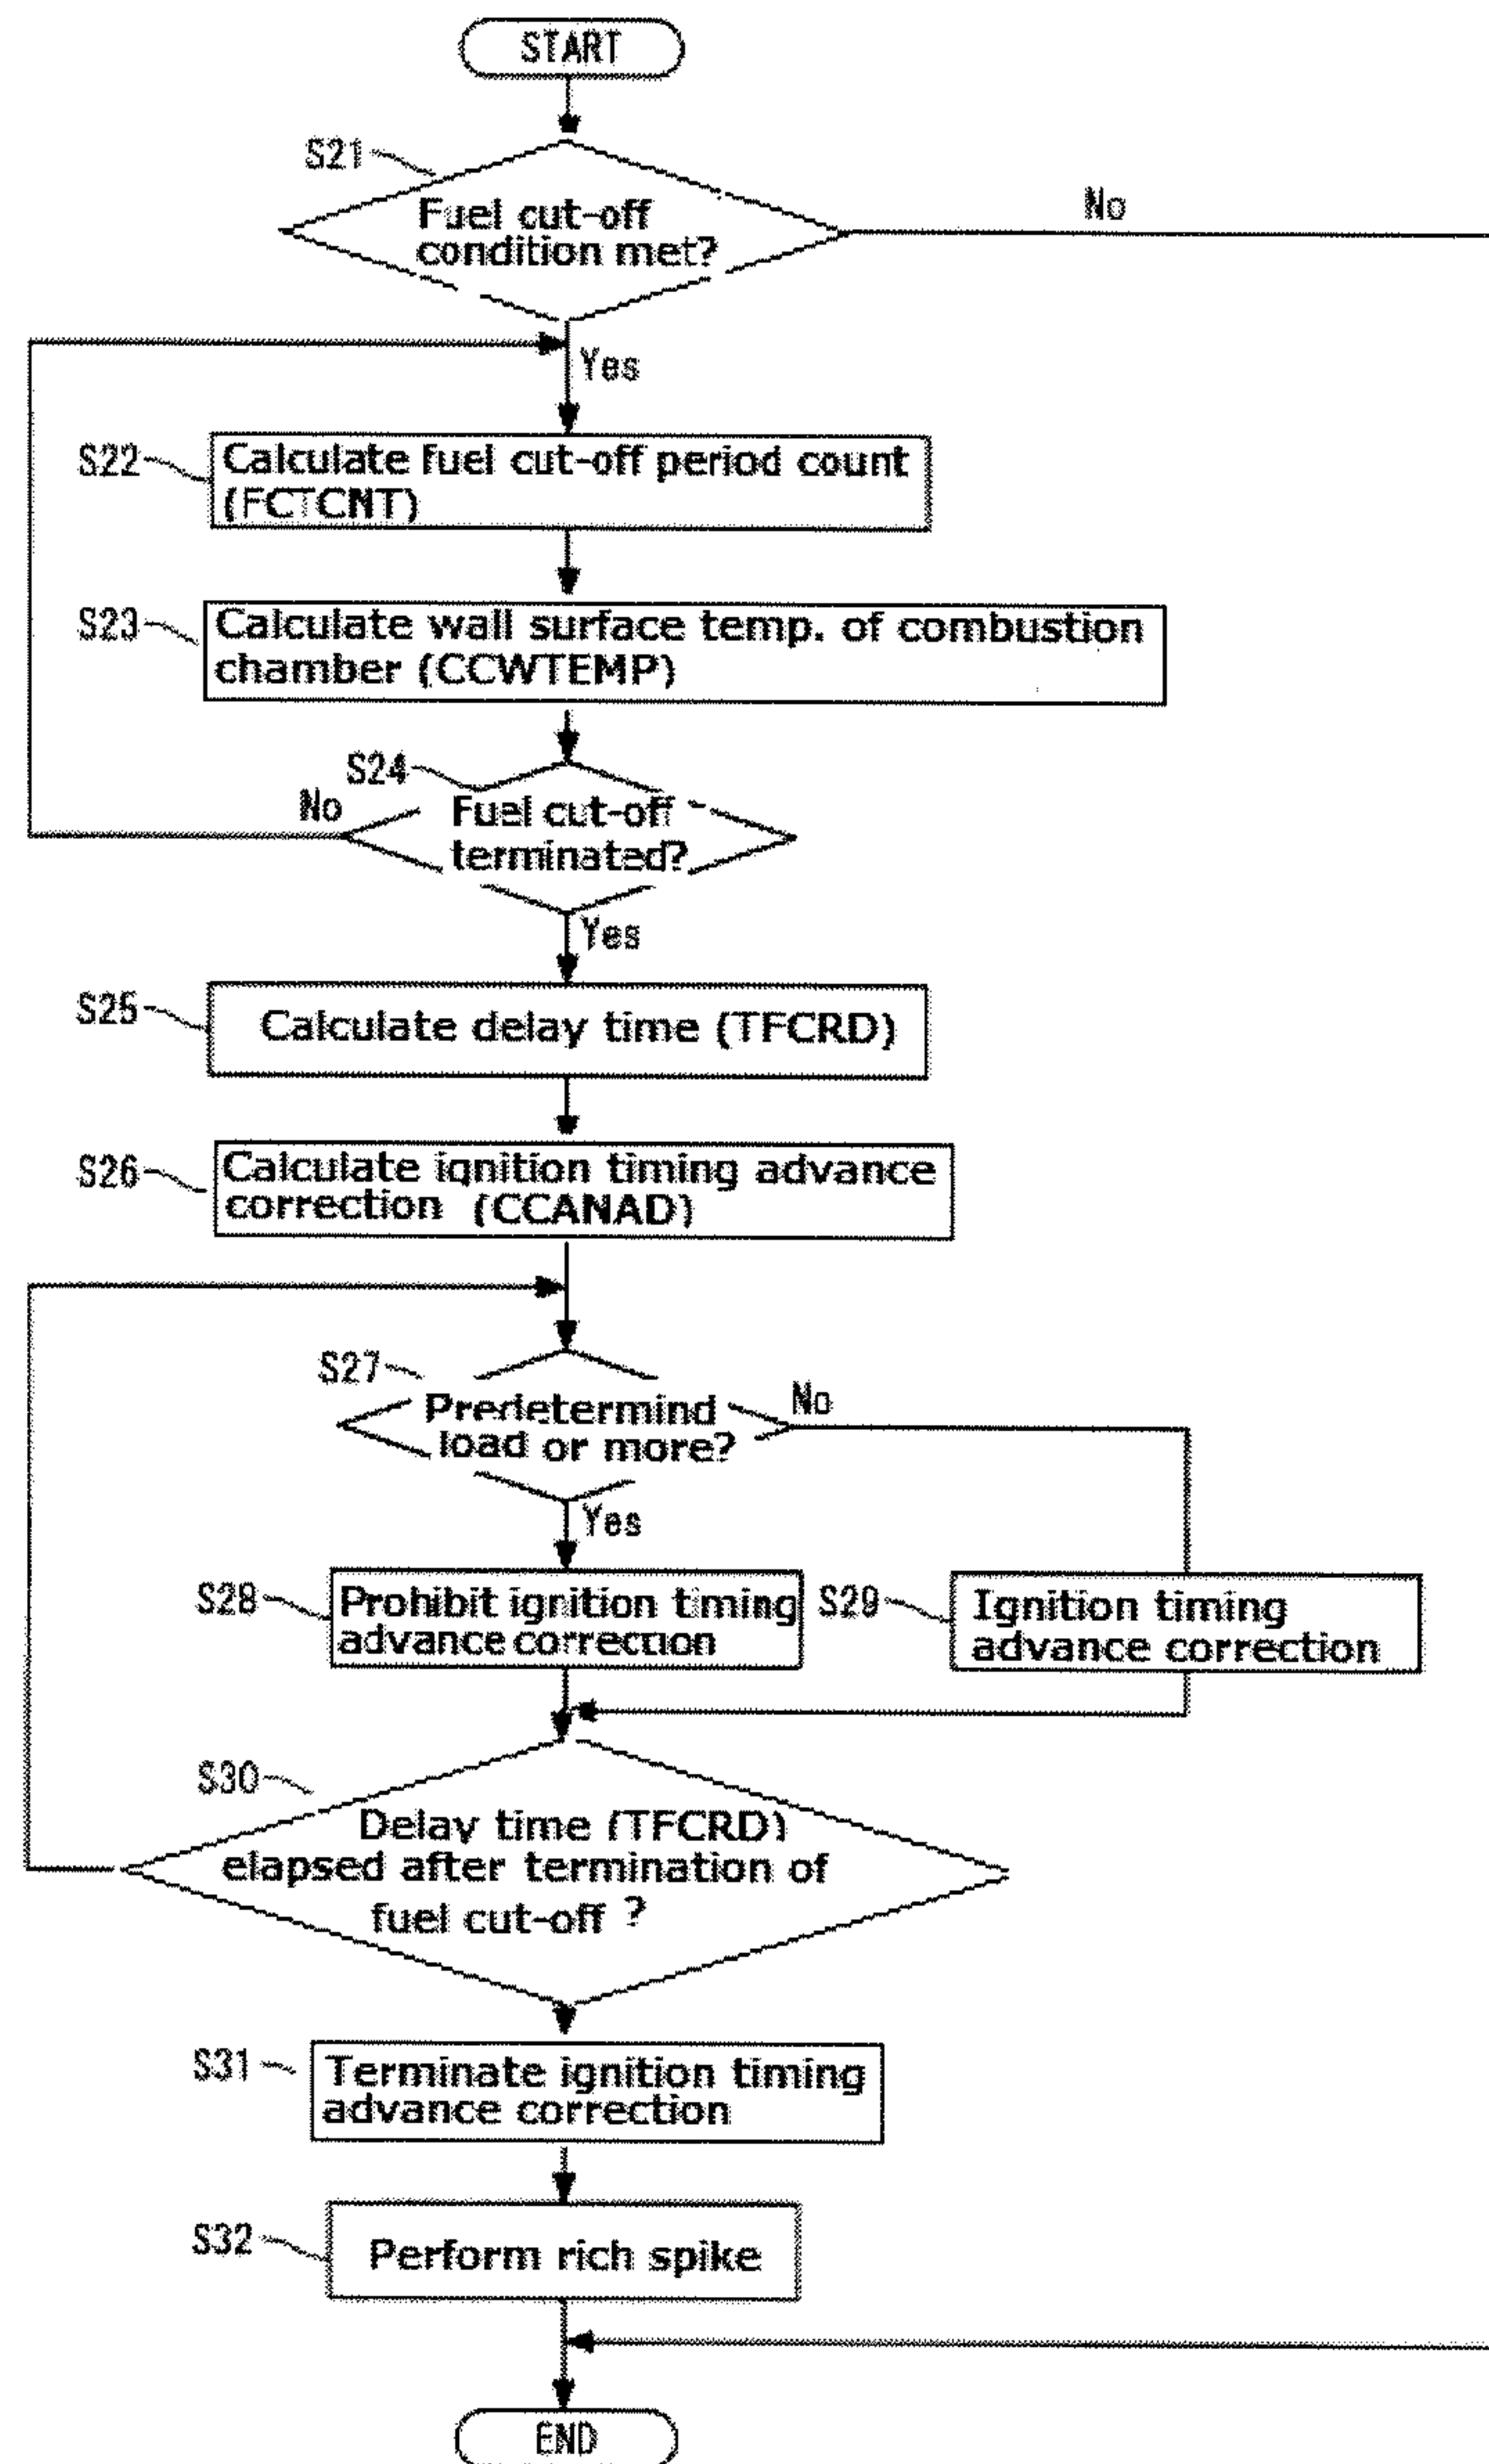 START
S21
Fuel cut-off
condition met?
No
Yes
S22
Calculate fuel cut-off period count
(FCTCNT)
S23
Calculate wall surface temp. of combustion
chamber (CCWTEMP)
S24
No
Fuel cut-off
terminated?
Yes
S25
Calculate delay time (TFCRD)
S26
Calculate ignition timing advance
correction (CCANAD)
S27
Predetermind
load or more?
No
Yes
S28
Prohibit ignition timing
advance correction
S29
Ignition timing
advance correction
S30
Delay time (TFCRD)
elapsed after termination of
fuel cut-off ?
S31
Terminate ignition timing
advance correction
S32
Perform rich spike
END